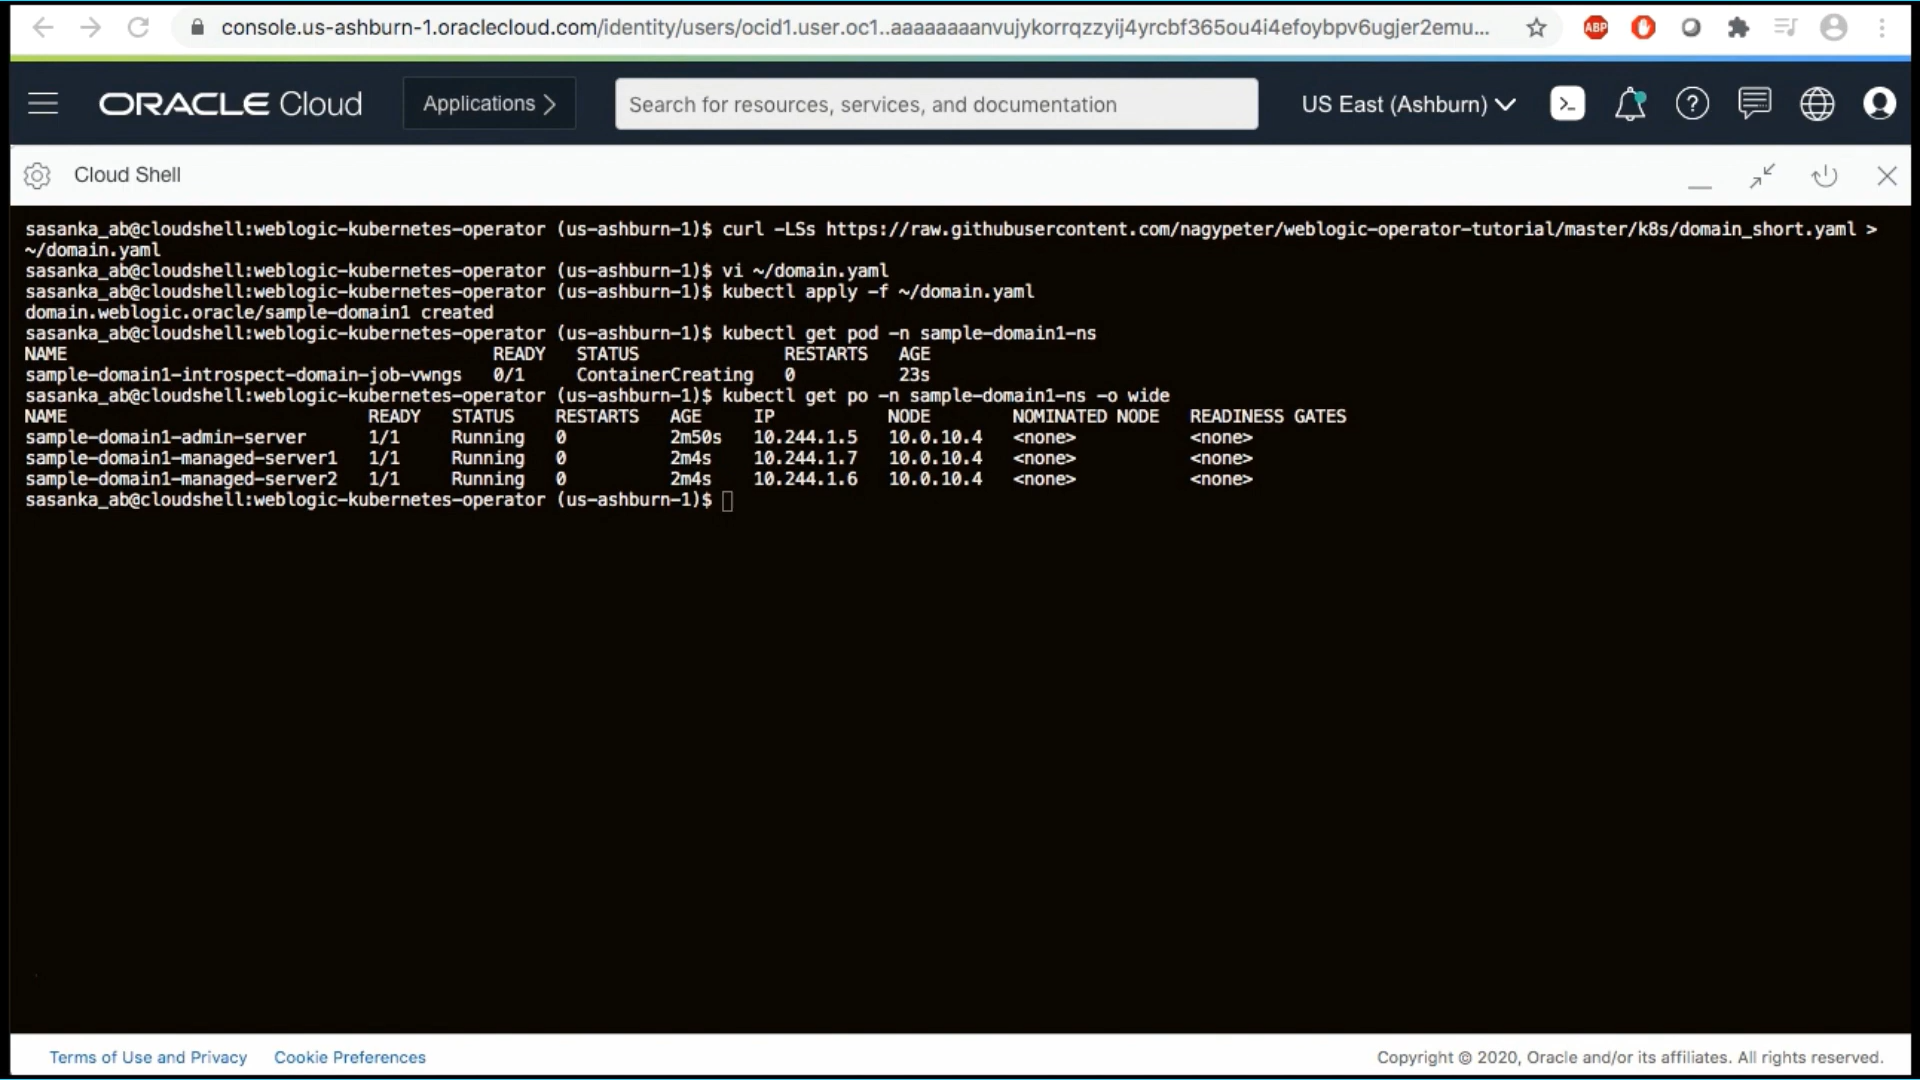 console.us-ashburn-1.oraclecloud.com/identity/users/ocid1.user.oc1..aaaaaaaanvujykorrqzzyij4yrcbf365ou4i4efoybpv6ugjer2emu...
ABP
ORACLE Cloud
Applications
Search for resources, services, and documentation
US East (Ashburn)
Cloud Shell
sasanka_ab@cloudshell:weblogic-kubernetes-operator (us-ashburn-1)$ curl -LSs https://raw.githubusercontent.com/nagypeter/weblogic-operator-tutorial/master/k8s/domain_short.yaml >
~/domain.yaml
sasanka_ab@cloudshell:weblogic-kubernetes-operator (us-ashburn-1)$ vi ~/domain.yaml
sasanka_ab@cloudshell:weblogic-kubernetes-operator (us-ashburn-1)$ kubectl apply -f ~/domain.yaml
domain.weblogic.oracle/sample-domain1 created
sasanka_ab@cloudshell:weblogic-kubernetes-operator (us-ashburn-1)$ kubectl get pod -n sample-domain1-ns
NAME READY STATUS RESTARTS AGE
sample-domain1-introspect-domain-job-vwngs 0/1 ContainerCreating 0 23s
sasanka_ab@cloudshell:weblogic-kubernetes-operator (us-ashburn-1)$ kubectl get po -n sample-domain1-ns -o wide
NAME READY STATUS RESTARTS AGE IP NODE NOMINATED NODE READINESS GATES
sample-domain1-admin-server 1/1 Running 0 2m50s 10.244.1.5 10.0.10.4 <none> <none>
sample-domain1-managed-server1 1/1 Running 0 2m4s 10.244.1.7 10.0.10.4 <none> <none>
sample-domain1-managed-server2 1/1 Running 0 2m4s 10.244.1.6 10.0.10.4 <none> <none>
sasanka_ab@cloudshell:weblogic-kubernetes-operator (us-ashburn-1)$
Terms of Use and Privacy Cookie Preferences
Copyright © 2020, Oracle and/or its affiliates. All rights reserved.